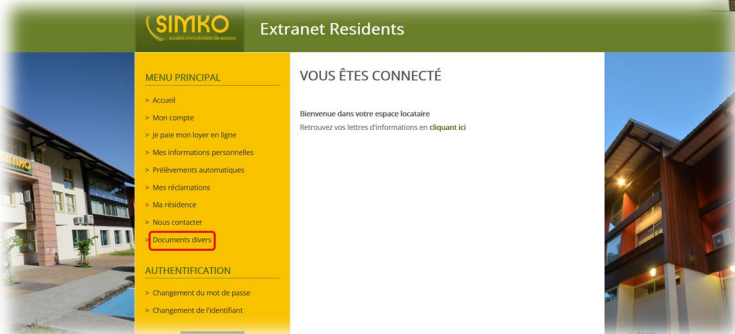 SIMKO
société immobilière de kourou
Extranet Residents
MENU PRINCIPAL
> Accueil
> Mon compte
> Je paie mon loyer en ligne
> Mes informations personnelles
> Prélèvements automatiques
> Mes réclamations
> Ma résidence
> Nous contacter
> Documents divers
AUTHENTIFICATION
> Changement du mot de passe
> Changement de l'identifiant
VOUS ÊTES CONNECTÉ
Bienvenue dans votre espace locataire
Retrouvez vos lettres d'informations en cliquant ici